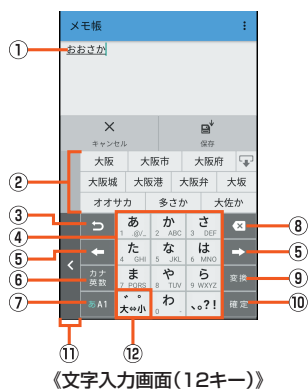 メモ帳
① おおさか
キャンセル 保存
② 大阪 大阪市 大阪府
大阪城 大阪港 大阪弁 大坂
オオサカ 多さか 大佐か
③ ④ あ か さ ⑧
1 .@/_ 2 ABC 3 DEF
⑤ た な は ⑤
4 GHI 5 JKL 6 MNO
⑥ カナ英数 ま や ら 変換 ⑨
7 PQRS 8 TUV 9 WXYZ
⑦ あA1 ゛゜大⇔小 わ 、。?! 確定 ⑩
0
⑪ ⑫
《文字入力画面(12キー)》